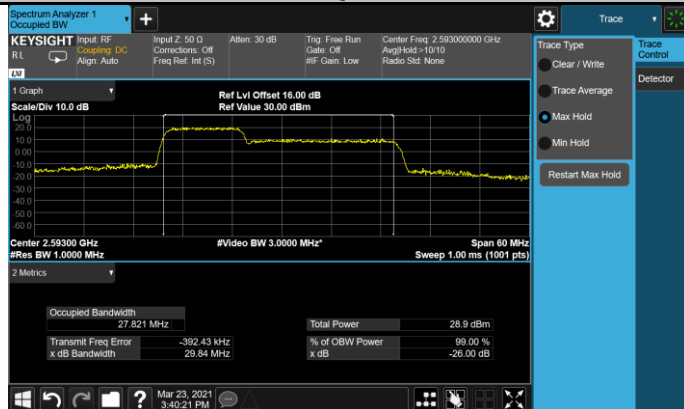 Spectrum Analyzer 1
Occupied BW
Trace
KEYSIGHT
Input: RF
Input Z: 50 Ω
Atten: 30 dB
Trig: Free Run
Center Freq: 2.593000000 GHz
R L
Coupling: DC
Corrections: Off
Gate: Off
Avg|Hold:>10/10
Align: Auto
Freq Ref: Int (S)
#IF Gain: Low
Radio Std: None
LXI
Trace Type
Clear / Write
Trace Average
Max Hold
Min Hold
Restart Max Hold
Trace
Control
Detector
1 Graph
Scale/Div 10.0 dB
Ref Lvl Offset 16.00 dB
Ref Value 30.00 dBm
Log
20.0
10.0
0.00
-10.0
-20.0
-30.0
-40.0
-50.0
-60.0
Center 2.59300 GHz
#Video BW 3.0000 MHz*
Span 60 MHz
#Res BW 1.0000 MHz
Sweep 1.00 ms (1001 pts)
2 Metrics
Occupied Bandwidth
27.821 MHz
Total Power 28.9 dBm
Transmit Freq Error -392.43 kHz
% of OBW Power 99.00 %
x dB Bandwidth 29.84 MHz
x dB -26.00 dB
?
Mar 23, 2021
3:40:21 PM